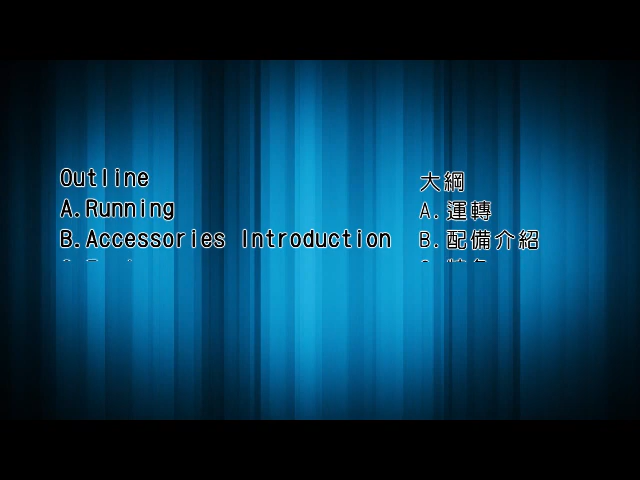 Outline
A.Running
B.Accessories Introduction
大綱
A.運轉
B.配備介紹